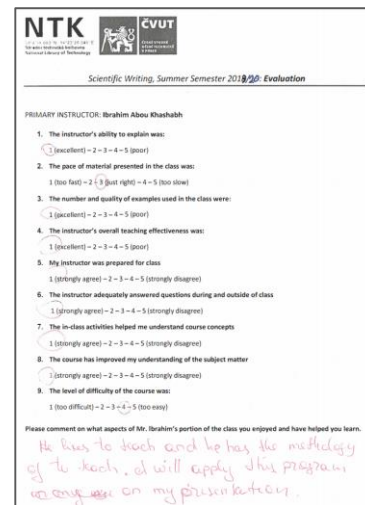 NTK
ČVUT
Národní technická knihovna
National Library of Technology
Scientific Writing, Summer Semester 2019/20: Evaluation
PRIMARY INSTRUCTOR: Ibrahim Abou Khashabh
1. The instructor's ability to explain was:
1 (excellent) – 2 – 3 – 4 – 5 (poor)
2. The pace of material presented in the class was:
1 (too fast) – 2 – 3 (just right) – 4 – 5 (too slow)
3. The number and quality of examples used in the class were:
1 (excellent) – 2 – 3 – 4 – 5 (poor)
4. The instructor's overall teaching effectiveness was:
1 (excellent) – 2 – 3 – 4 – 5 (poor)
5. My instructor was prepared for class
1 (strongly agree) – 2 – 3 – 4 – 5 (strongly disagree)
6. The instructor adequately answered questions during and outside of class
1 (strongly agree) – 2 – 3 – 4 – 5 (strongly disagree)
7. The in-class activities helped me understand course concepts
1 (strongly agree) – 2 – 3 – 4 – 5 (strongly disagree)
8. The course has improved my understanding of the subject matter
1 (strongly agree) – 2 – 3 – 4 – 5 (strongly disagree)
9. The level of difficulty of the course was:
1 (too difficult) – 2 – 3 – 4 – 5 (too easy)
Please comment on what aspects of Mr. Ibrahim's portion of the class you enjoyed and have helped you learn.
He loves to teach and he has the
of to teach. I will apply this program
on my presentation.